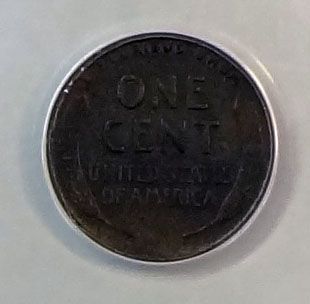 ONE
CENT
UNITED STATES
OF AMERICA